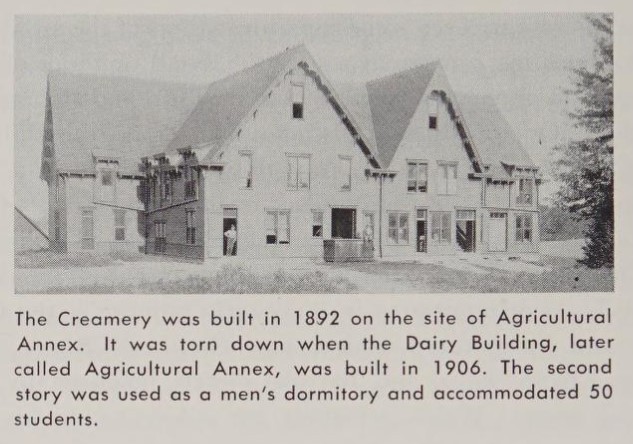 The Creamery was built in 1892 on the site of Agricultural
Annex. It was torn down when the Dairy Building, later
called Agricultural Annex, was built in 1906. The second
story was used as a men's dormitory and accommodated 50
students.